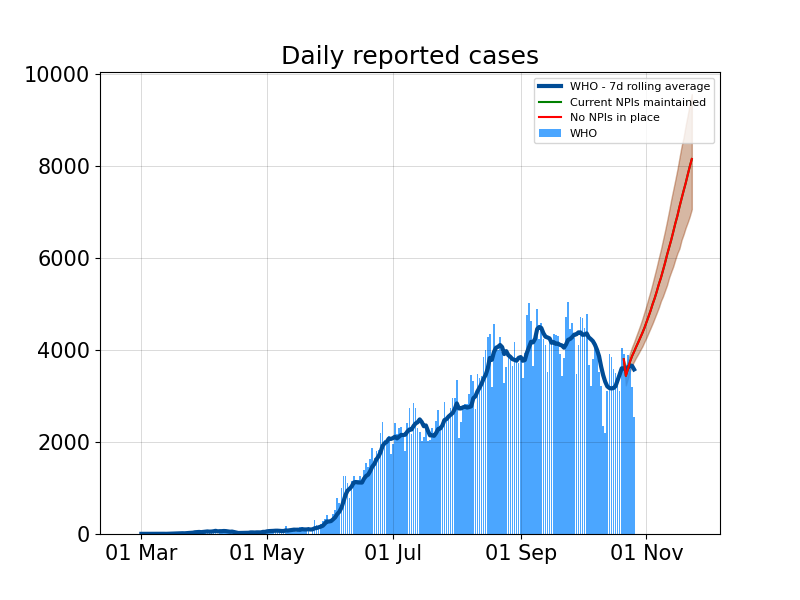 Daily reported cases
10000
8000
6000
4000
2000
0
01 Mar
01 May
01 Jul
01 Sep
01 Nov
WHO - 7d rolling average
Current NPIs maintained
No NPIs in place
WHO